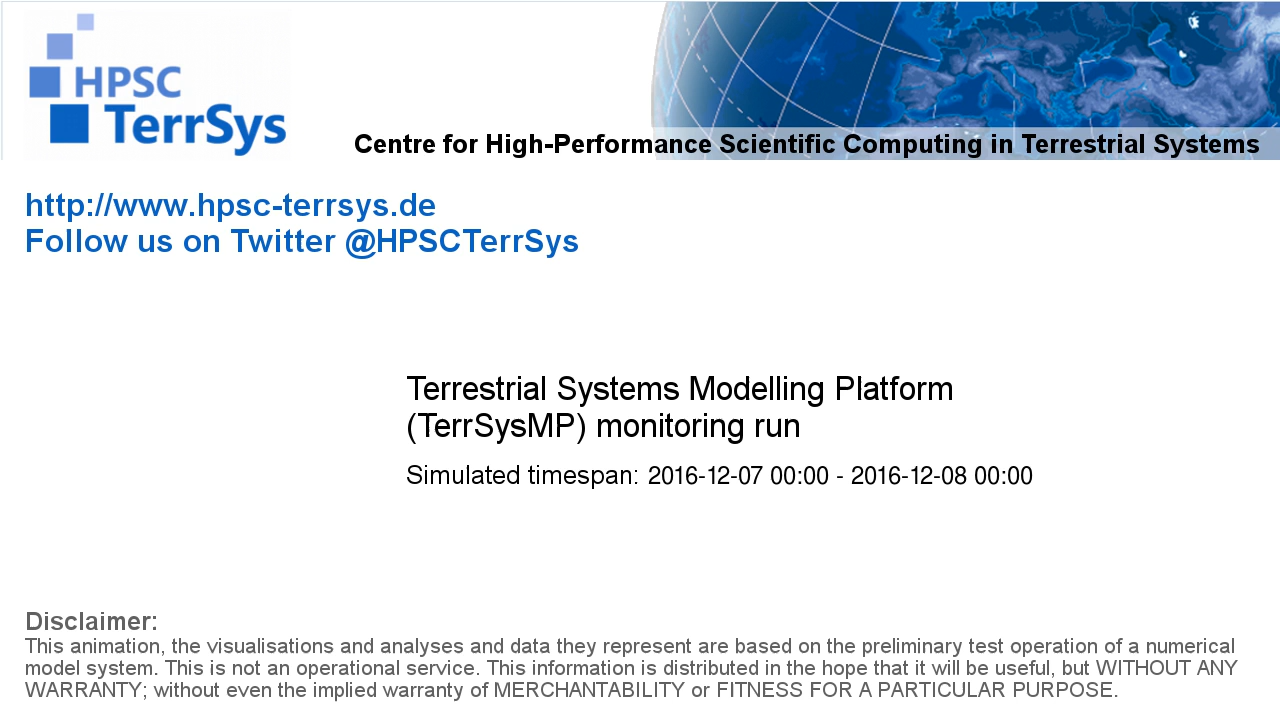 HPSC
TerrSys
Centre for High-Performance Scientific Computing in Terrestrial Systems
http://www.hpsc-terrsys.de
Follow us on Twitter @HPSCTerrSys
Terrestrial Systems Modelling Platform
(TerrSysMP) monitoring run
Simulated timespan: 2016-12-07 00:00 - 2016-12-08 00:00
Disclaimer:
This animation, the visualisations and analyses and data they represent are based on the preliminary test operation of a numerical
model system. This is not an operational service. This information is distributed in the hope that it will be useful, but WITHOUT ANY
WARRANTY; without even the implied warranty of MERCHANTABILITY or FITNESS FOR A PARTICULAR PURPOSE.